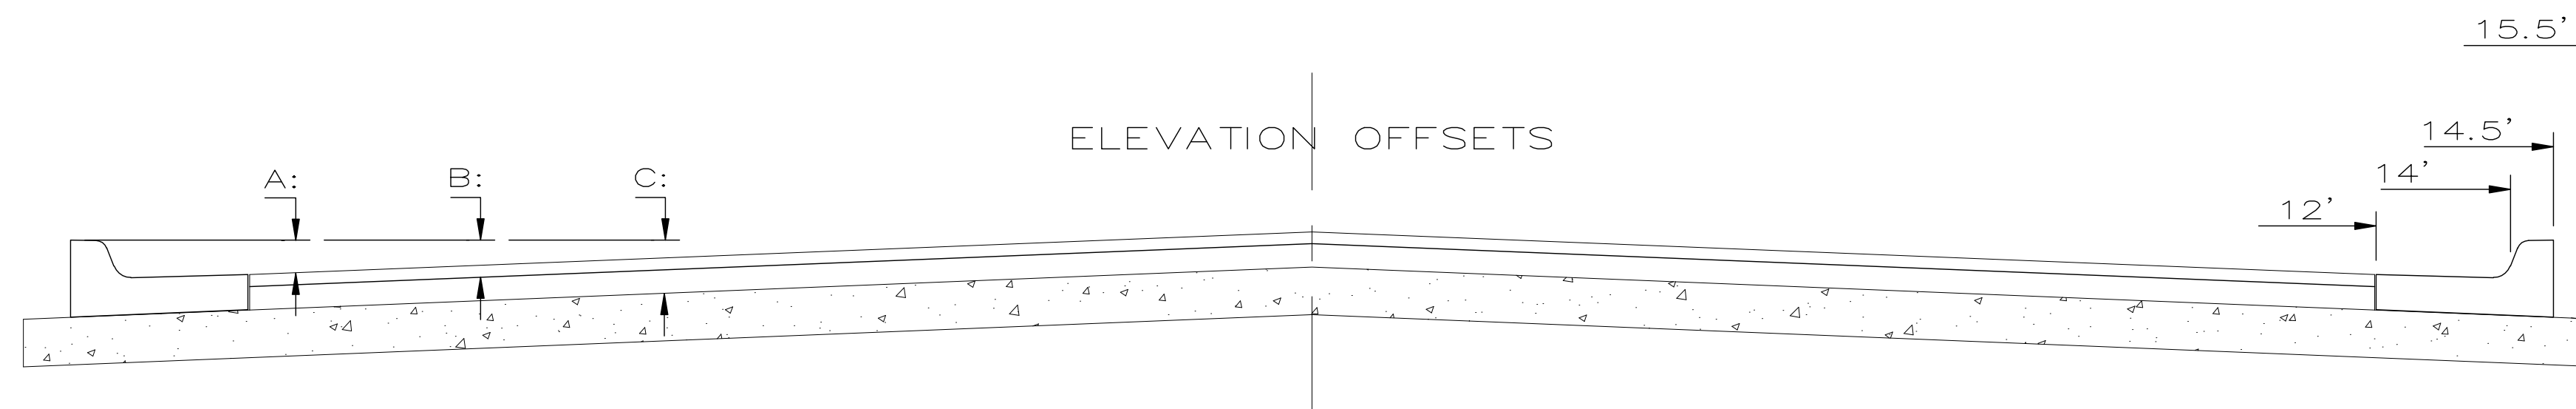 15.5'
ELEVATION OFFSETS
14.5'
14'
A: B: C:
12'